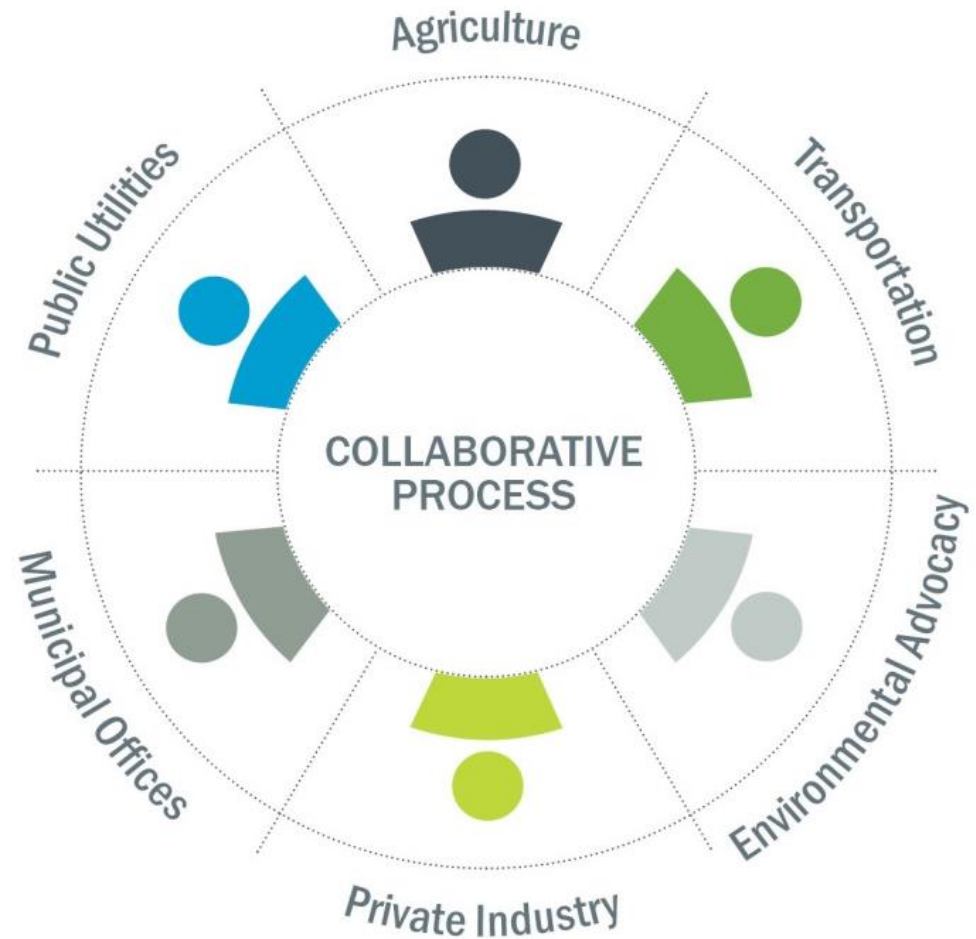 Agriculture
Transportation
Environmental Advocacy
Private Industry
Municipal Offices
Public Utilities
COLLABORATIVE
PROCESS